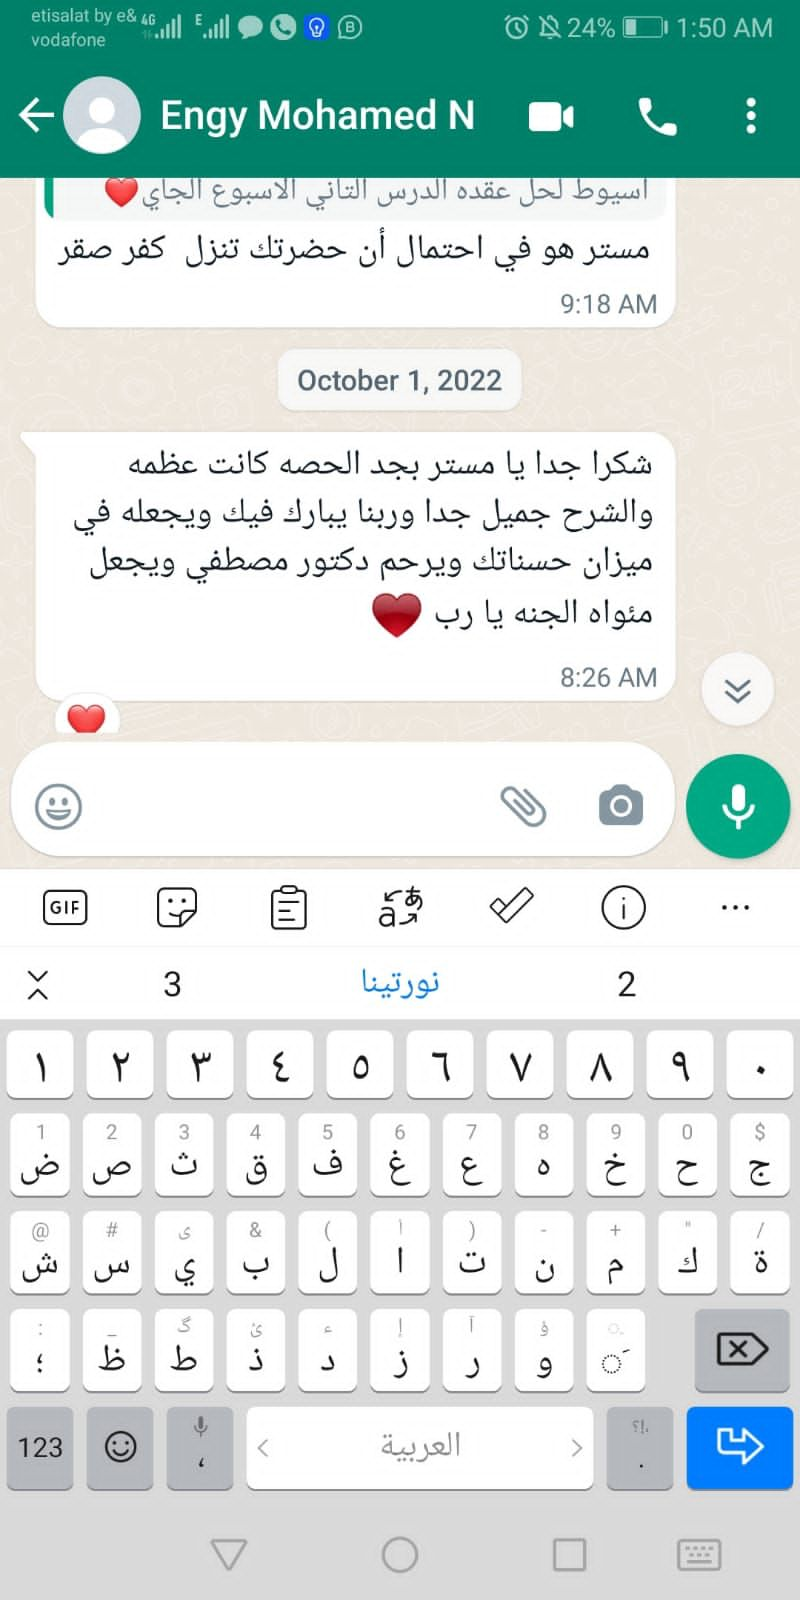 etisalat by e& 4G E 24% 1:50 AM
vodafone
Engy Mohamed N
اسيوط لحل عقده الدرس التاني الاسبوع الجاي❤️
مستر هو في احتمال أن حضرتك تنزل كفر صقر
9:18 AM
October 1, 2022
شكرا جدا يا مستر بجد الحصه كانت عظمه
والشرح جميل جدا وربنا يبارك فيك ويجعله في
ميزان حسناتك ويرحم دكتور مصطفي ويجعل
مئواه الجنه يا رب ❤️
8:26 AM
❤️
GIF
3 نورتينا 2
١ ٢ ٣ ٤ ٥ ٦ ٧ ٨ ٩ ٠
1 2 3 4 5 6 7 8 9 0 $
ض ص ث ق ف غ ع ه خ ح ج
@ # ى & ( أ ) - + " /
ش س ي ب ل ا ت ن م ك ة
: _ گ ئ ء إ آ ؤ
؛ ظ ط ذ د ز ر و
؟!،
123 ، < العربية > .